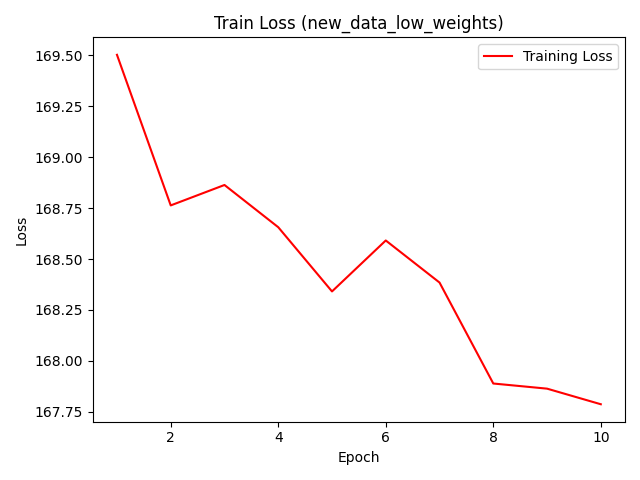 Train Loss (new_data_low_weights)
Training Loss
169.50
169.25
169.00
168.75
168.50
168.25
168.00
167.75
Loss
2 4 6 8 10
Epoch